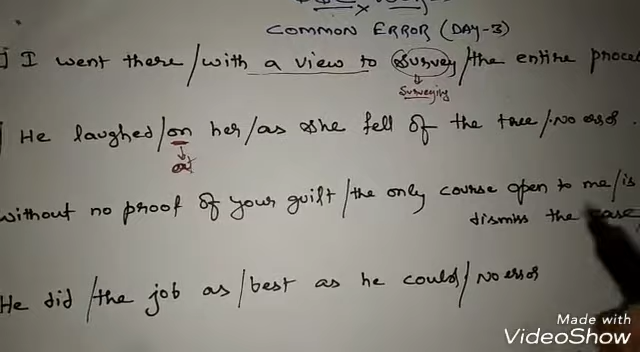 COMMON ERROR (DAY-3)
I went there/with a view to survey/the entire
surveying
He laughed/on her/as she fell of the tree/.No error.
at
without no proof of your guilt/the only course open to me/is
dismiss the case
He did/the job as/best as he could/No error
Made with
VideoShow